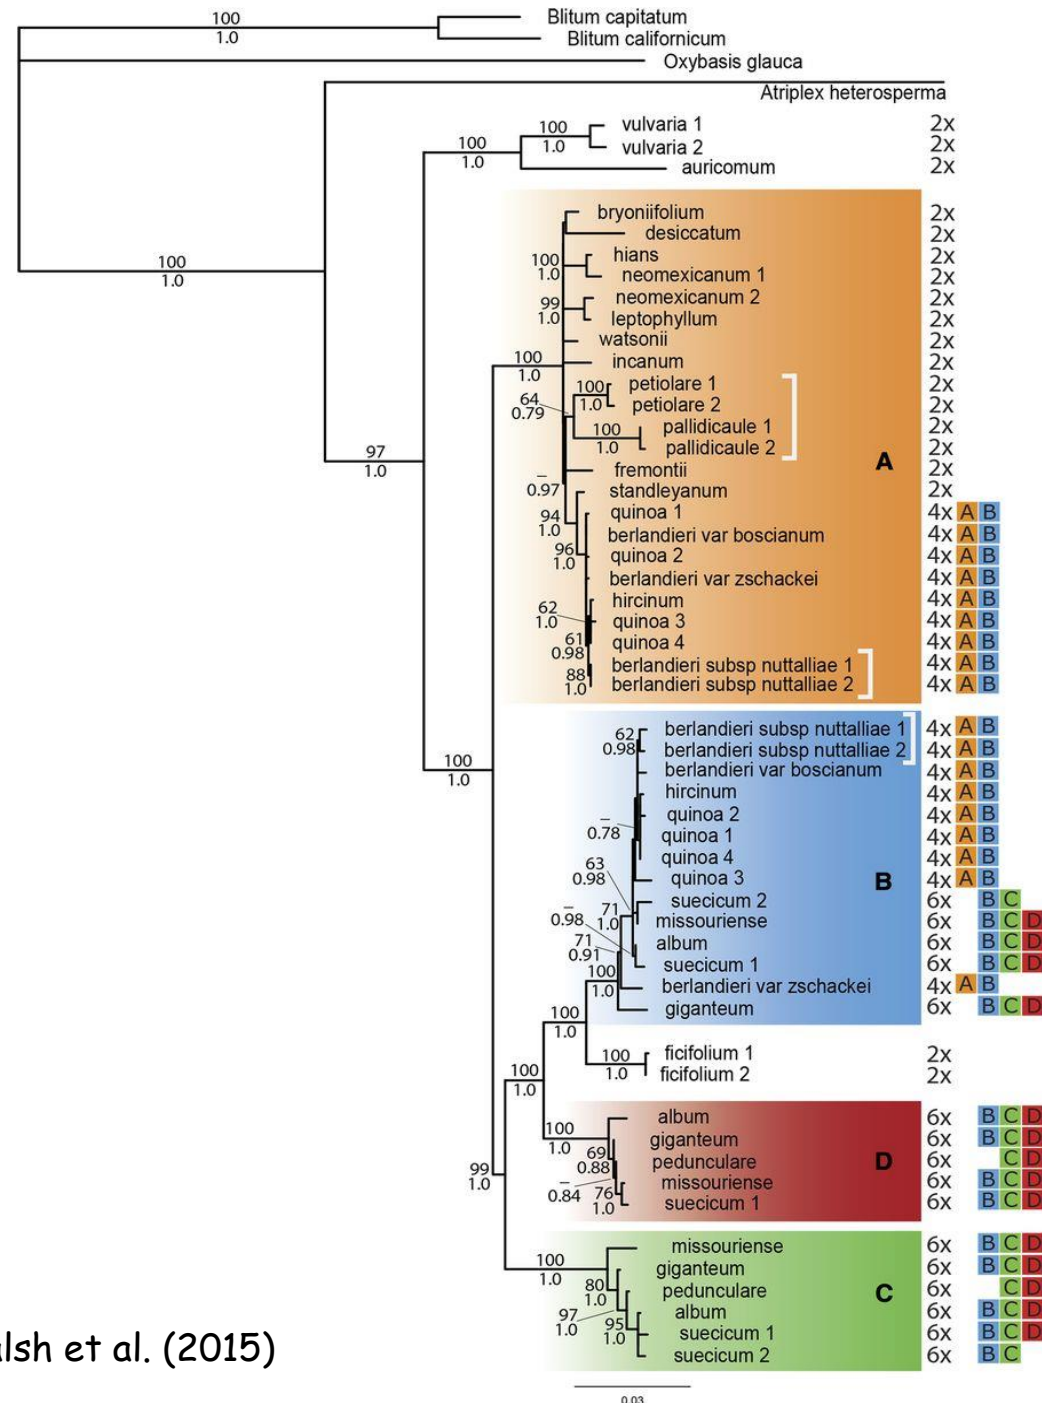 Blitum capitatum
100
1.0
Blitum californicum
Oxybasis glauca
Atriplex heterosperma
vulvaria 1 2x
100
1.0
vulvaria 2 2x
100
1.0
auricomum 2x
bryoniifolium 2x
desiccatum 2x
hians 2x
100
1.0
neomexicanum 1 2x
100
1.0
neomexicanum 2 2x
99
1.0
leptophyllum 2x
watsonii 2x
100
1.0
incanum 2x
petiolare 1 2x
100
1.0
petiolare 2 2x
64
0.79
pallidicaule 1 2x
100
1.0
pallidicaule 2 2x
97
1.0
A
fremontii 2x
–
0.97
standleyanum 2x
quinoa 1 4x A B
94
1.0
berlandieri var boscianum 4x A B
quinoa 2 4x A B
96
1.0
berlandieri var zschackei 4x A B
hircinum 4x A B
62
1.0
quinoa 3 4x A B
quinoa 4 4x A B
61
0.98
berlandieri subsp nuttalliae 1 4x A B
88
1.0
berlandieri subsp nuttalliae 2 4x A B
berlandieri subsp nuttalliae 1 4x A B
62
0.98
berlandieri subsp nuttalliae 2 4x A B
100
1.0
berlandieri var boscianum 4x A B
hircinum 4x A B
quinoa 2 4x A B
–
0.78
quinoa 1 4x A B
quinoa 4 4x A B
63
0.98
quinoa 3 4x A B
B
suecicum 2 6x B C
71
1.0
missouriense 6x B C D
–
0.98
album 6x B C D
71
0.91
suecicum 1 6x B C D
100
1.0
berlandieri var zschackei 4x A B
giganteum 6x B C D
100
1.0
ficifolium 1 2x
100
1.0
ficifolium 2 2x
100
1.0
album 6x B C D
100
1.0
giganteum 6x B C D
69
0.88
pedunculare 6x C D
D
99
1.0
missouriense 6x B C D
–
0.84
76
1.0
suecicum 1 6x B C D
missouriense 6x B C D
100
1.0
giganteum 6x B C D
80
1.0
pedunculare 6x C D
C
album 6x B C D
97
1.0
95
1.0
suecicum 1 6x B C D
suecicum 2 6x B C
lsh et al. (2015)
0.03